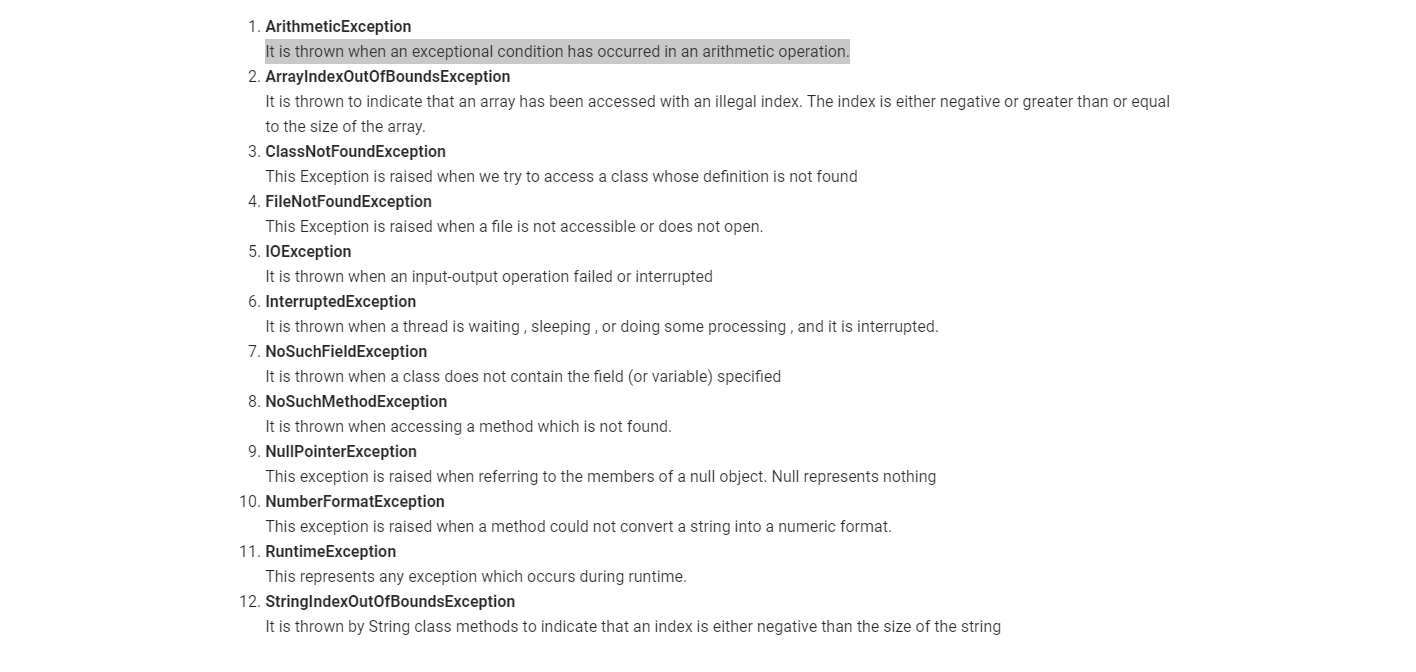 1. ArithmeticException
It is thrown when an exceptional condition has occurred in an arithmetic operation.
2. ArrayIndexOutOfBoundsException
It is thrown to indicate that an array has been accessed with an illegal index. The index is either negative or greater than or equal
to the size of the array.
3. ClassNotFoundException
This Exception is raised when we try to access a class whose definition is not found
4. FileNotFoundException
This Exception is raised when a file is not accessible or does not open.
5. IOException
It is thrown when an input-output operation failed or interrupted
6. InterruptedException
It is thrown when a thread is waiting , sleeping , or doing some processing , and it is interrupted.
7. NoSuchFieldException
It is thrown when a class does not contain the field (or variable) specified
8. NoSuchMethodException
It is thrown when accessing a method which is not found.
9. NullPointerException
This exception is raised when referring to the members of a null object. Null represents nothing
10. NumberFormatException
This exception is raised when a method could not convert a string into a numeric format.
11. RuntimeException
This represents any exception which occurs during runtime.
12. StringIndexOutOfBoundsException
It is thrown by String class methods to indicate that an index is either negative than the size of the string